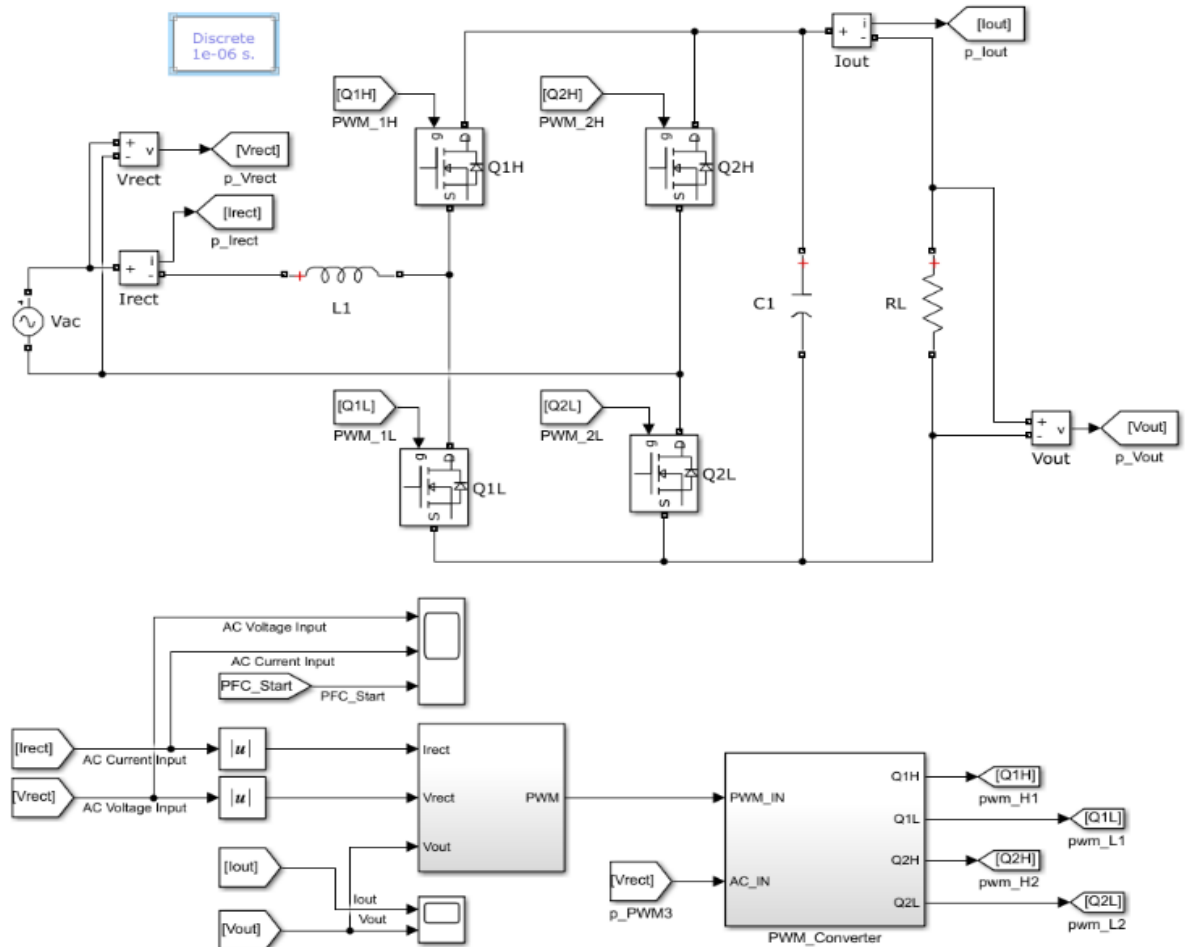 Discrete
1e-06 s.
[Iout]
p_Iout
+
i
-
Iout
[Q1H]
PWM_1H
[Q2H]
PWM_2H
g
D
S
Q1H
g
D
S
Q2H
+
-
v
Vrect
[Vrect]
p_Vrect
[Irect]
p_Irect
+
i
-
Irect
+
L1
Vac
+
C1
+
RL
[Q1L]
PWM_1L
[Q2L]
PWM_2L
g
D
S
Q1L
g
D
S
Q2L
+
-
v
Vout
[Vout]
p_Vout
AC Voltage Input
AC Current Input
PFC_Start
PFC_Start
[Irect]
AC Current Input
|u|
Irect
[Vrect]
AC Voltage Input
|u|
Vrect
PWM
Vout
[Iout]
Iout
[Vout]
Vout
PWM_IN
AC_IN
Q1H
Q1L
Q2H
Q2L
PWM_Converter
[Vrect]
p_PWM3
[Q1H]
pwm_H1
[Q1L]
pwm_L1
[Q2H]
pwm_H2
[Q2L]
pwm_L2